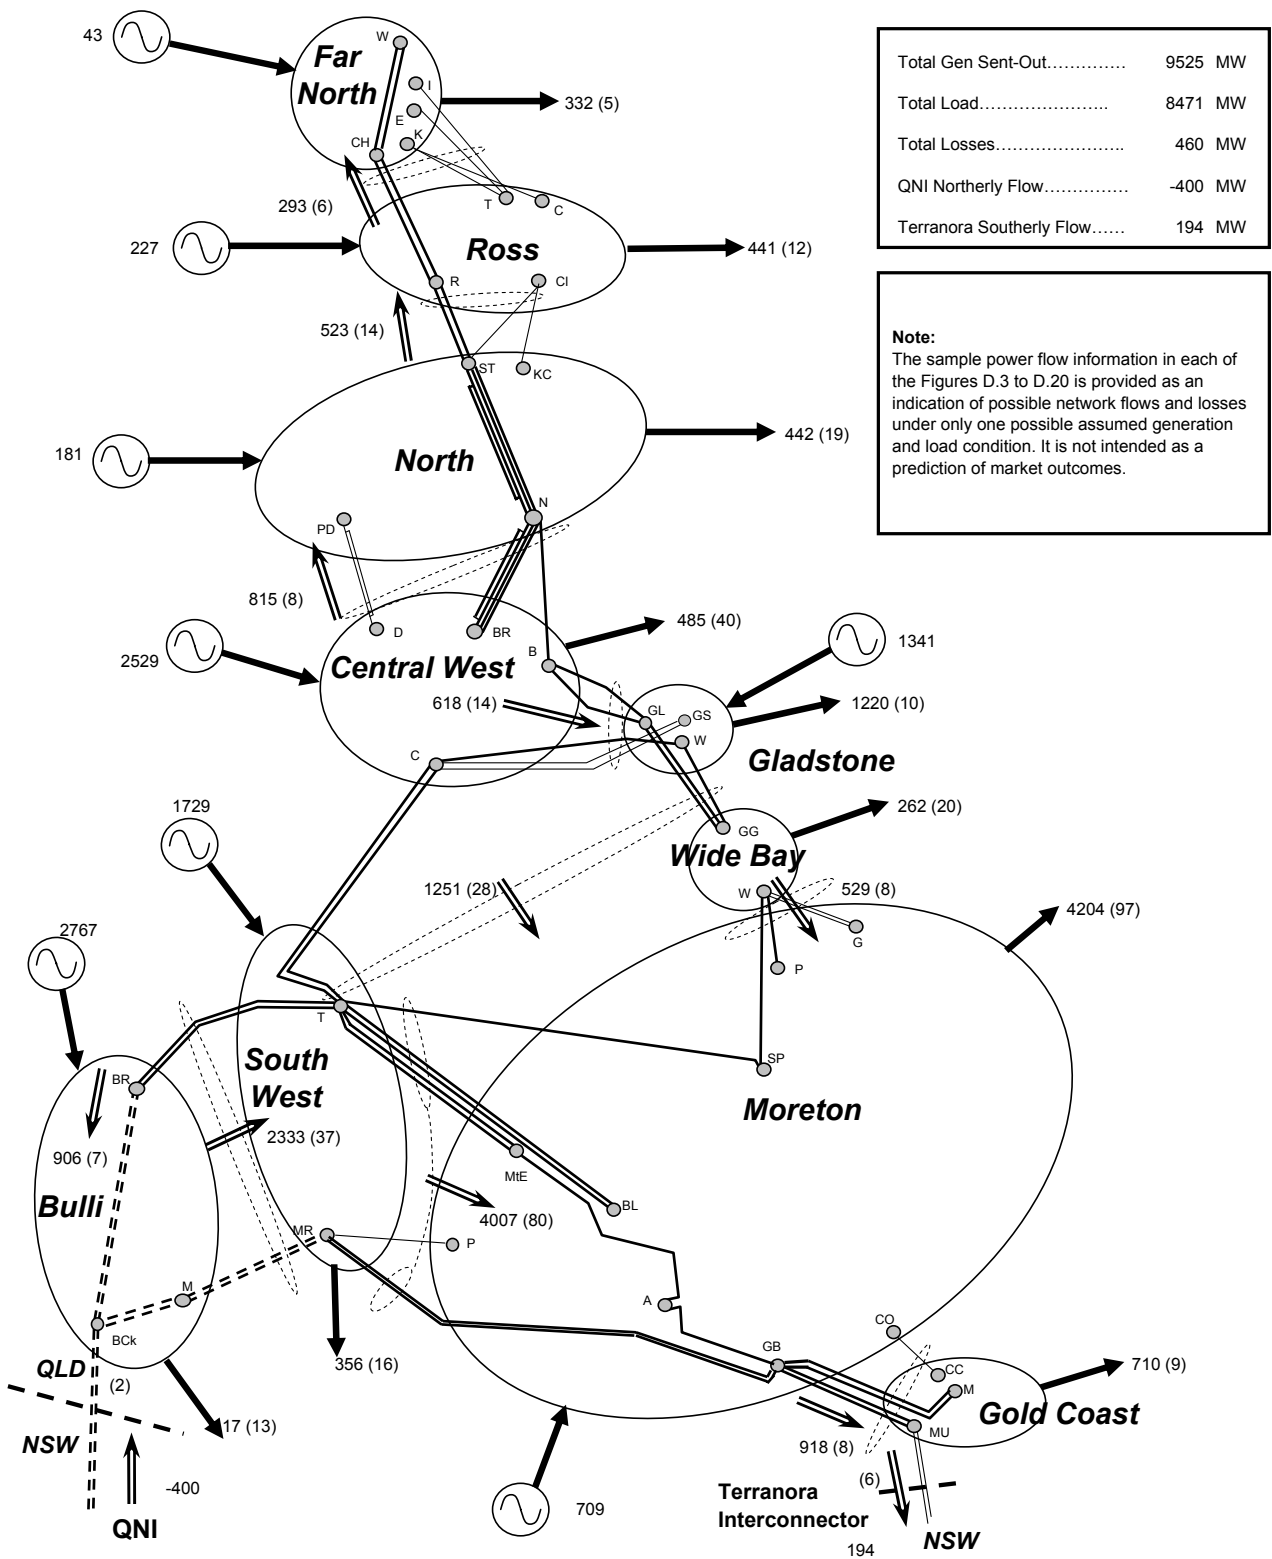 43
W
Far
North
I
E
K
CH
332 (5)
Total Gen Sent-Out............. 9525 MW
Total Load...................... 8471 MW
Total Losses...................... 460 MW
QNI Northerly Flow............... -400 MW
Terranora Southerly Flow...... 194 MW
293 (6)
T
C
227
Ross
441 (12)
R
CI
523 (14)
ST
KC
Note:
The sample power flow information in each of
the Figures D.3 to D.20 is provided as an
indication of possible network flows and losses
under only one possible assumed generation
and load condition. It is not intended as a
prediction of market outcomes.
181
North
442 (19)
N
PD
815 (8)
D
BR
485 (40)
1341
2529
Central West
B
618 (14)
GL
GS
W
1220 (10)
C
Gladstone
1729
262 (20)
GG
Wide Bay
1251 (28)
W
529 (8)
G
4204 (97)
2767
P
T
SP
South
West
BR
Moreton
906 (7)
2333 (37)
MtE
Bulli
BL
4007 (80)
MR
P
M
A
BCk
CO
GB
356 (16)
CC
710 (9)
QLD
(2)
M
17 (13)
Gold Coast
NSW
MU
918 (8)
-400
(6)
709
Terranora
Interconnector
QNI
NSW
194